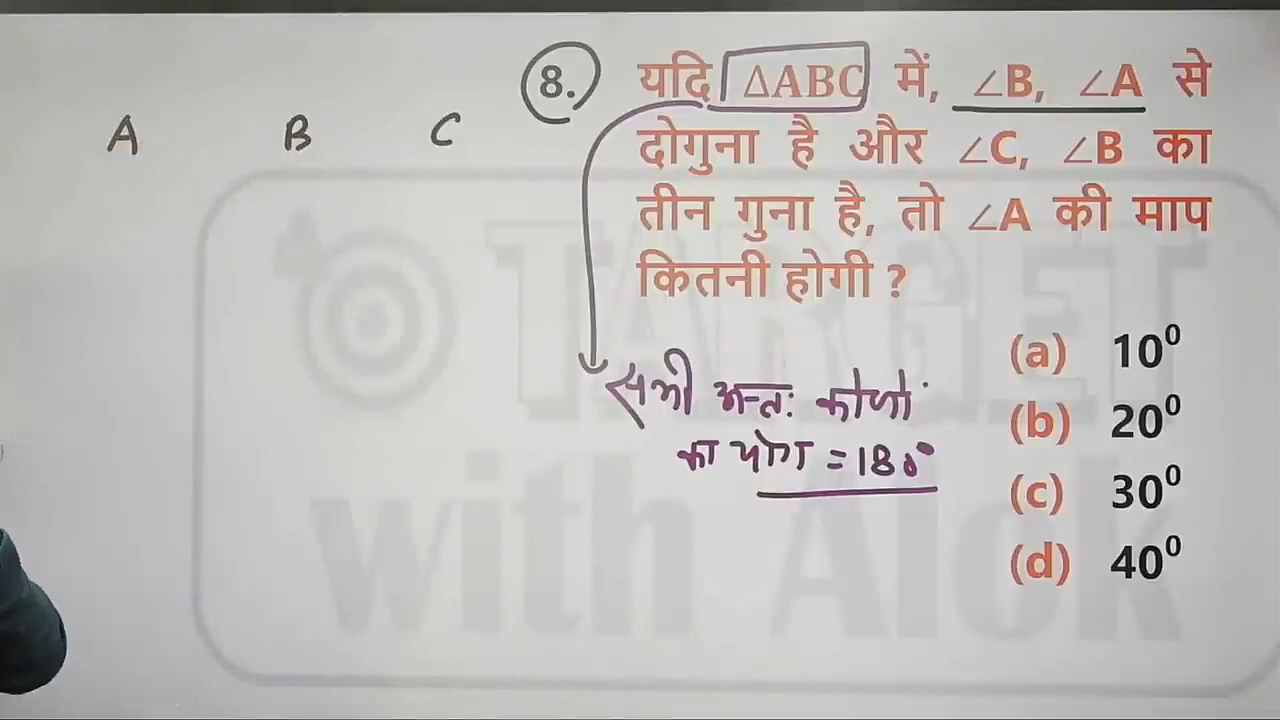 8. यदि ΔABC में, ∠B, ∠A से
दोगुना है और ∠C, ∠B का
तीन गुना है, तो ∠A की माप
कितनी होगी ?
(a) 10⁰
(b) 20⁰
(c) 30⁰
(d) 40⁰
A B C
सभी अन्तः कोणों
का योग = 180°
TARGET
with Alok